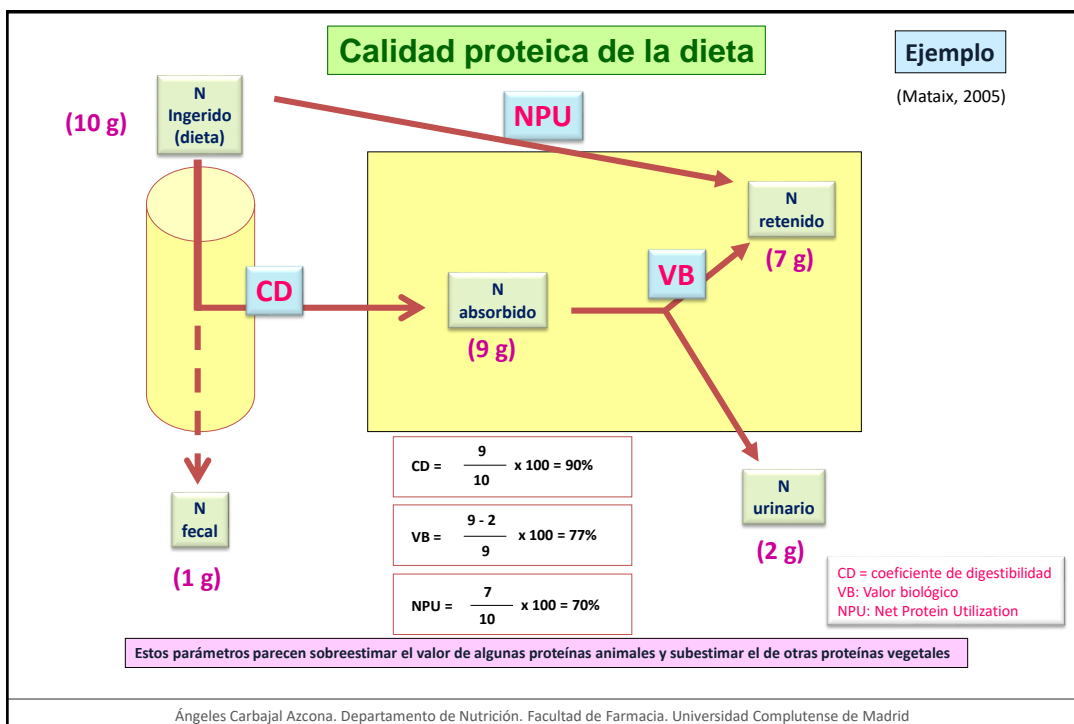 Calidad proteica de la dieta
Ejemplo
(Mataix, 2005)
N
Ingerido
(dieta)
(10 g)
NPU
N
retenido
(7 g)
CD
VB
N
absorbido
(9 g)
N
fecal
(1 g)
N
urinario
(2 g)
CD = 9 / 10 x 100 = 90%
VB = 9 - 2 / 9 x 100 = 77%
NPU = 7 / 10 x 100 = 70%
CD = coeficiente de digestibilidad
VB: Valor biológico
NPU: Net Protein Utilization
Estos parámetros parecen sobreestimar el valor de algunas proteínas animales y subestimar el de otras proteínas vegetales
Ángeles Carbajal Azcona. Departamento de Nutrición. Facultad de Farmacia. Universidad Complutense de Madrid